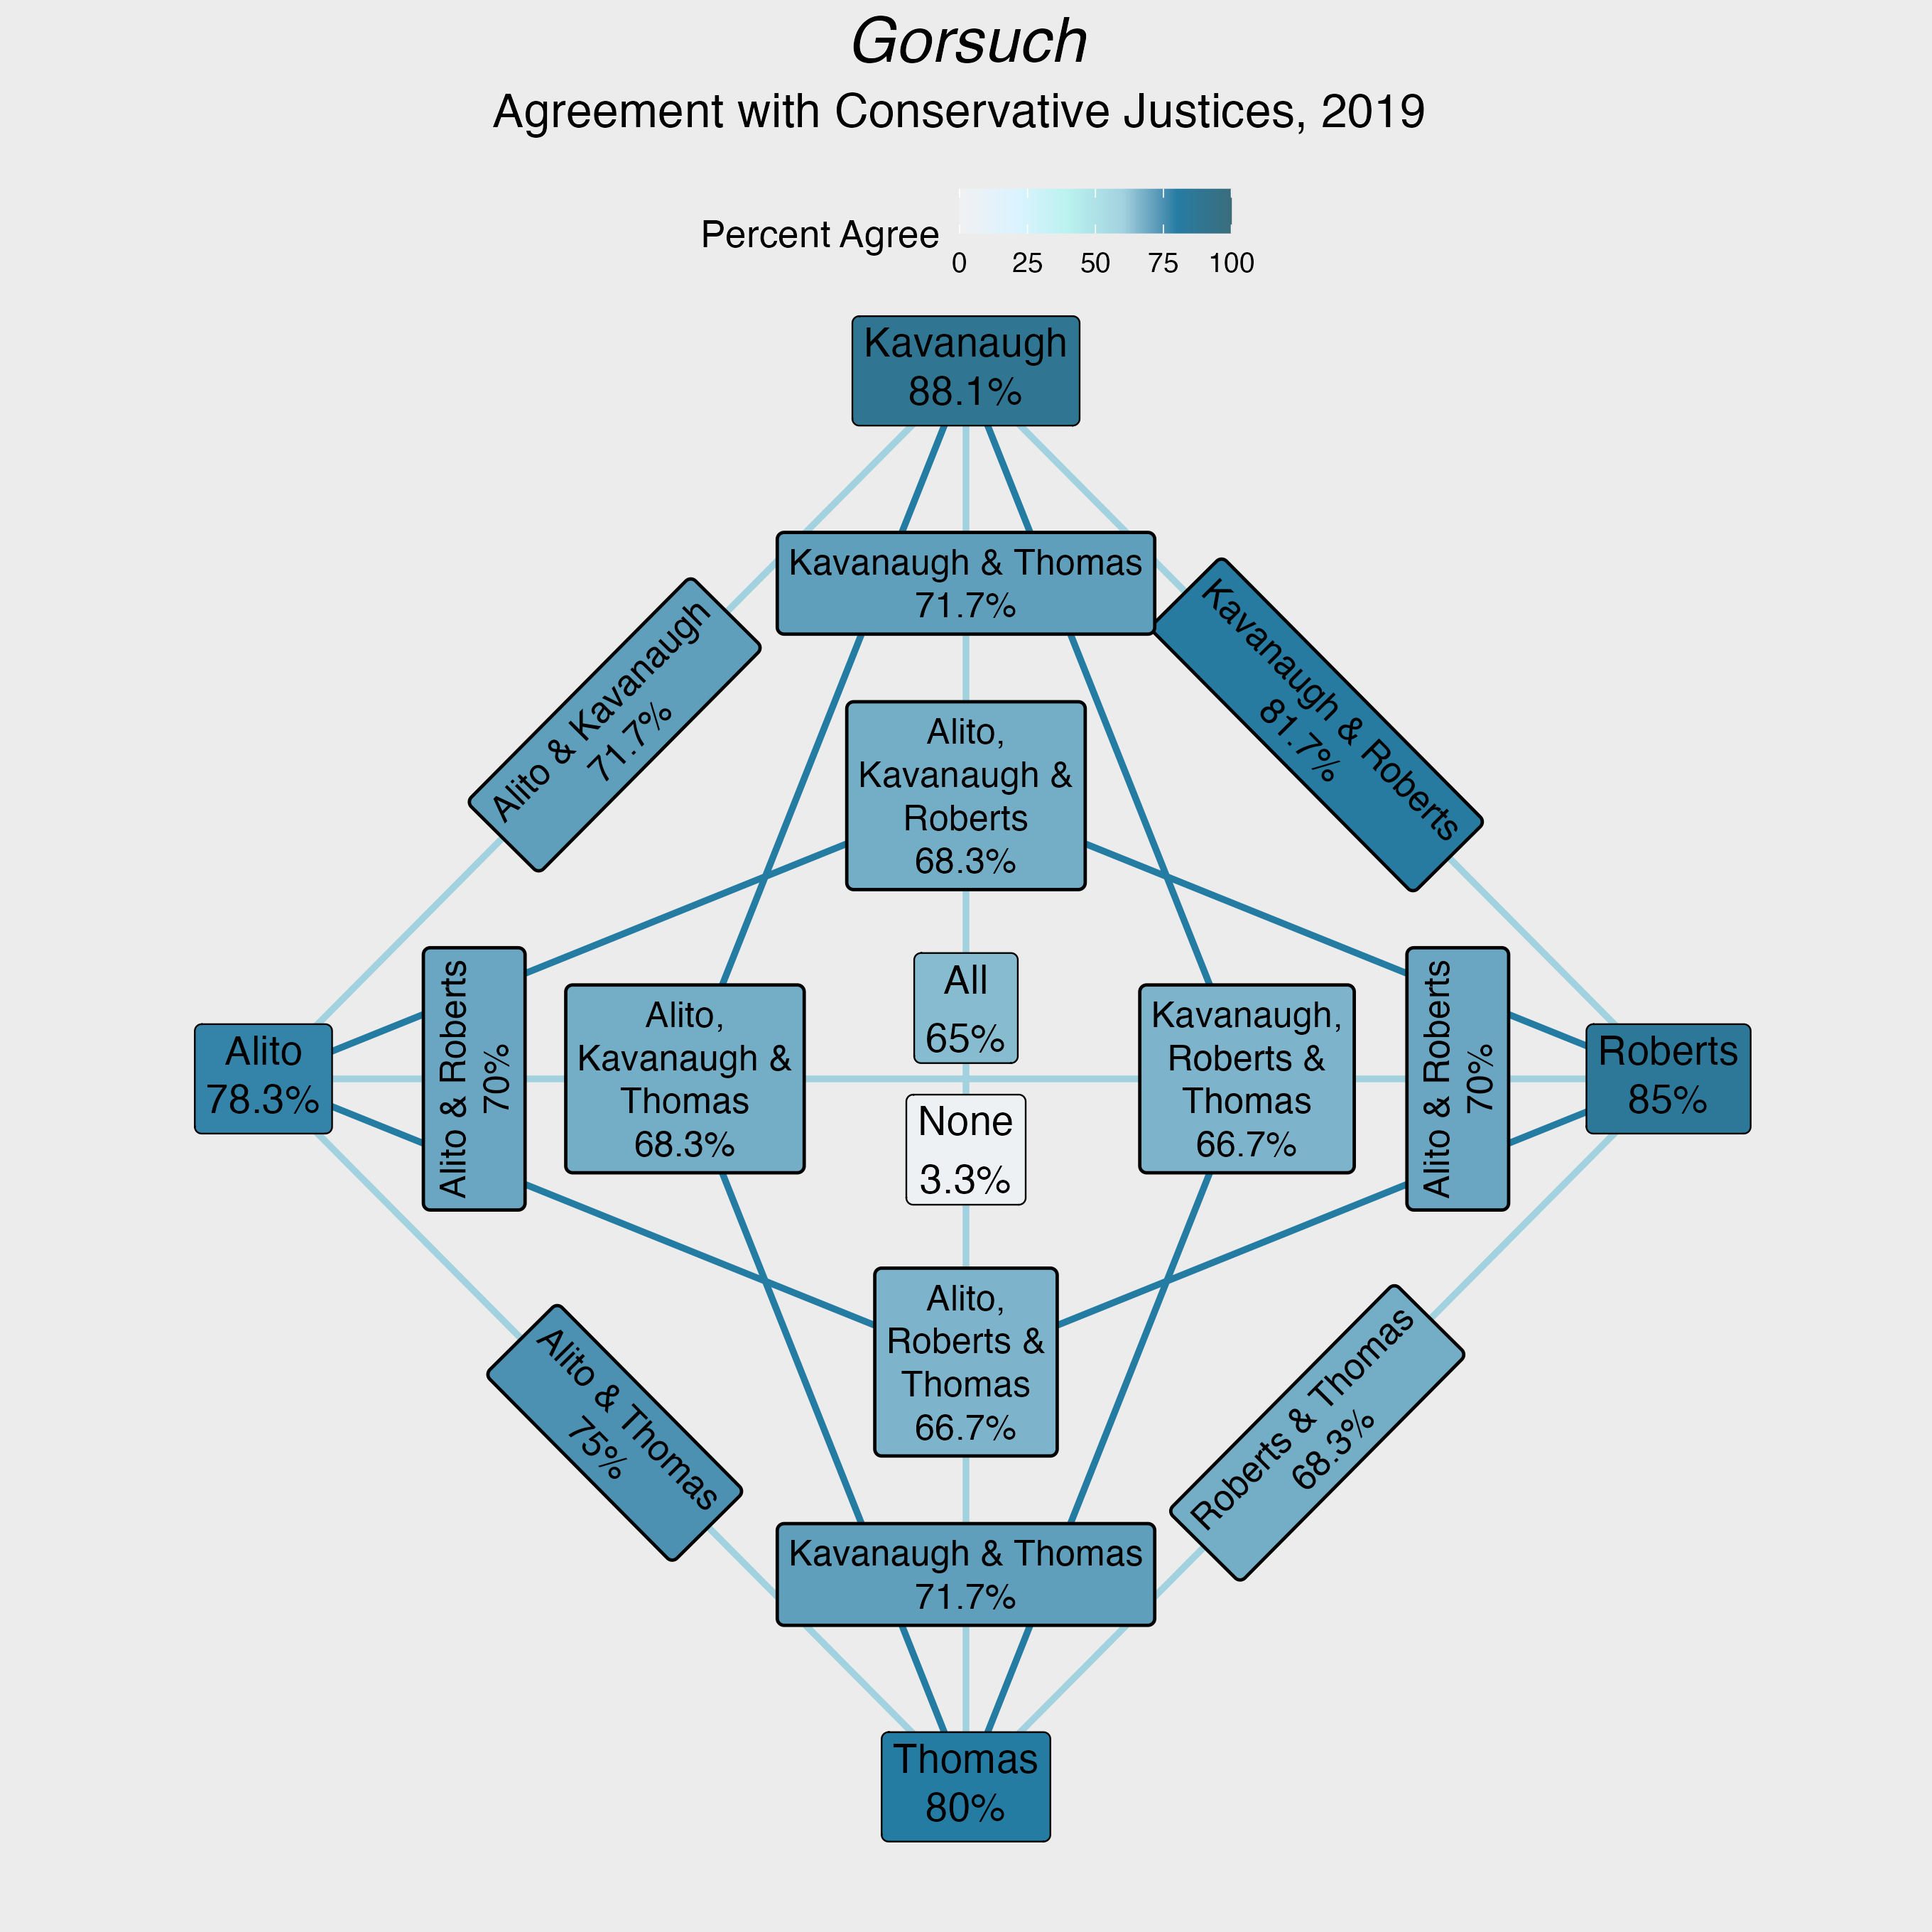 Gorsuch
Agreement with Conservative Justices, 2019
Percent Agree
0 25 50 75 100
Kavanaugh
88.1%
Kavanaugh & Thomas
71.7%
Alito & Kavanaugh
71.7%
Kavanaugh & Roberts
81.7%
Alito,
Kavanaugh &
Roberts
68.3%
Alito
78.3%
Alito & Roberts
70%
Alito,
Kavanaugh &
Thomas
68.3%
All
65%
None
3.3%
Kavanaugh,
Roberts &
Thomas
66.7%
Alito & Roberts
70%
Roberts
85%
Alito,
Roberts &
Thomas
66.7%
Alito & Thomas
75%
Roberts & Thomas
68.3%
Kavanaugh & Thomas
71.7%
Thomas
80%